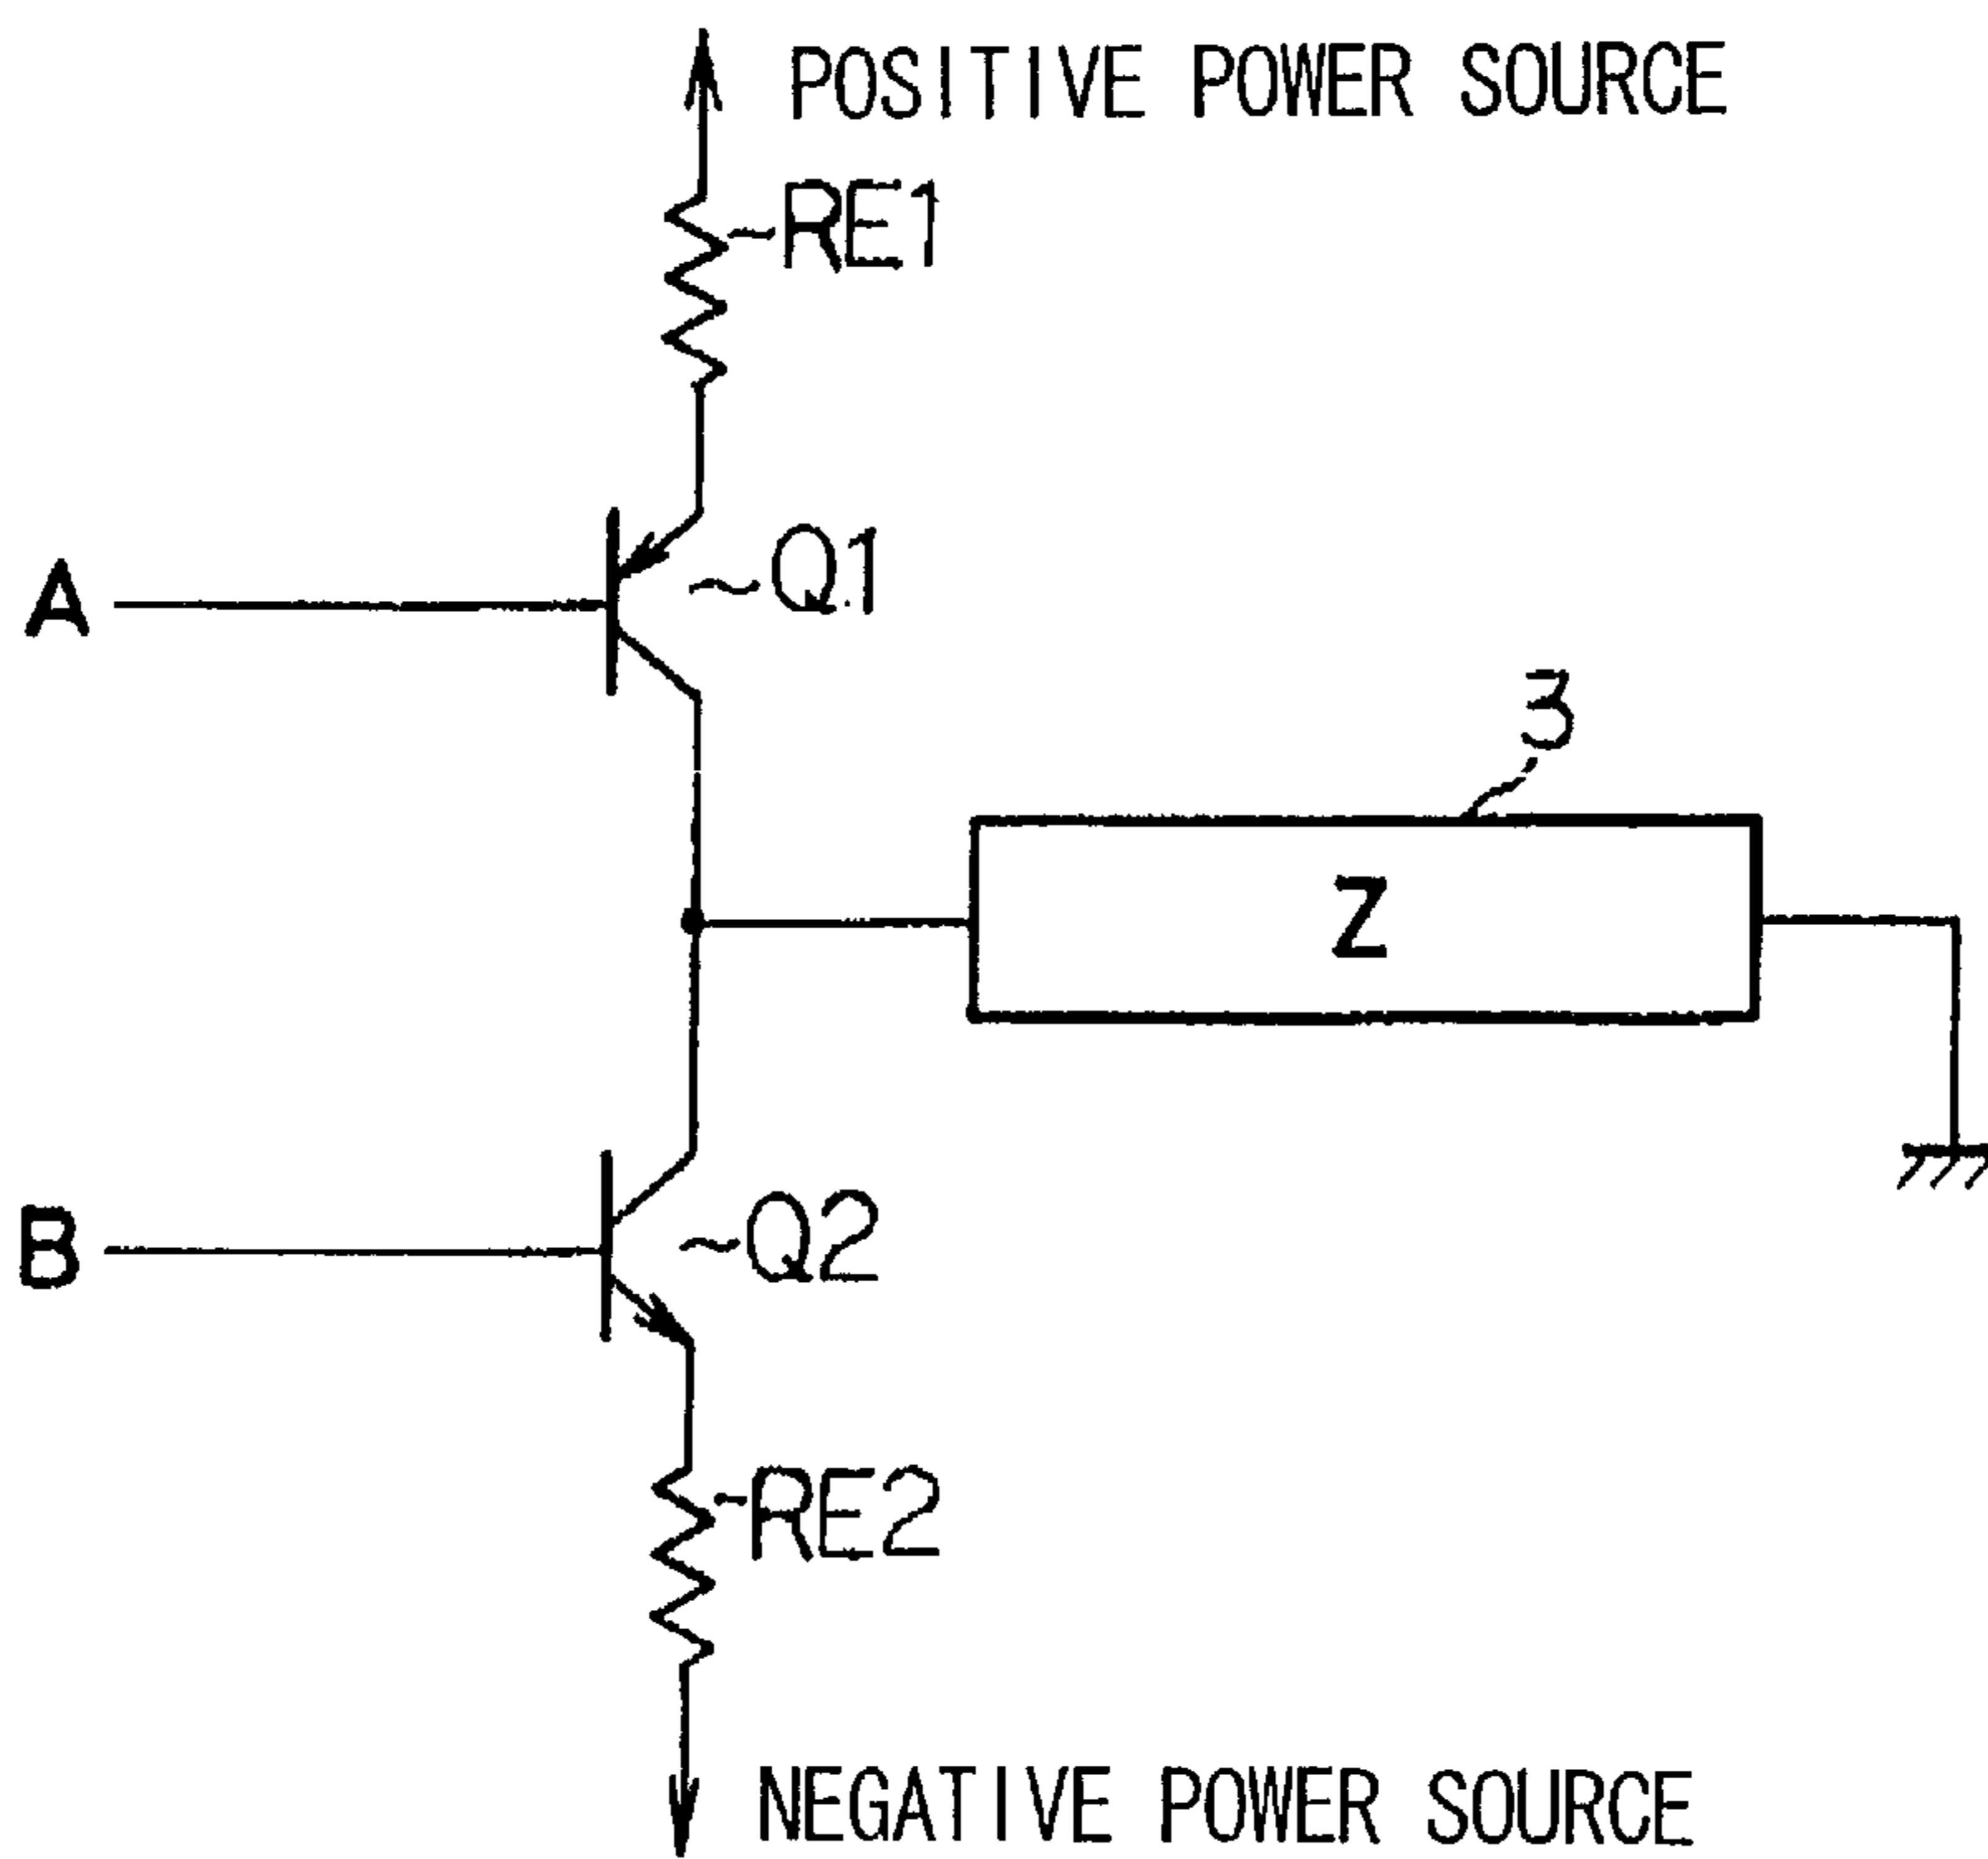 POSITIVE POWER SOURCE
RE1
Q1
A
3
Z
B
Q2
RE2
NEGATIVE POWER SOURCE